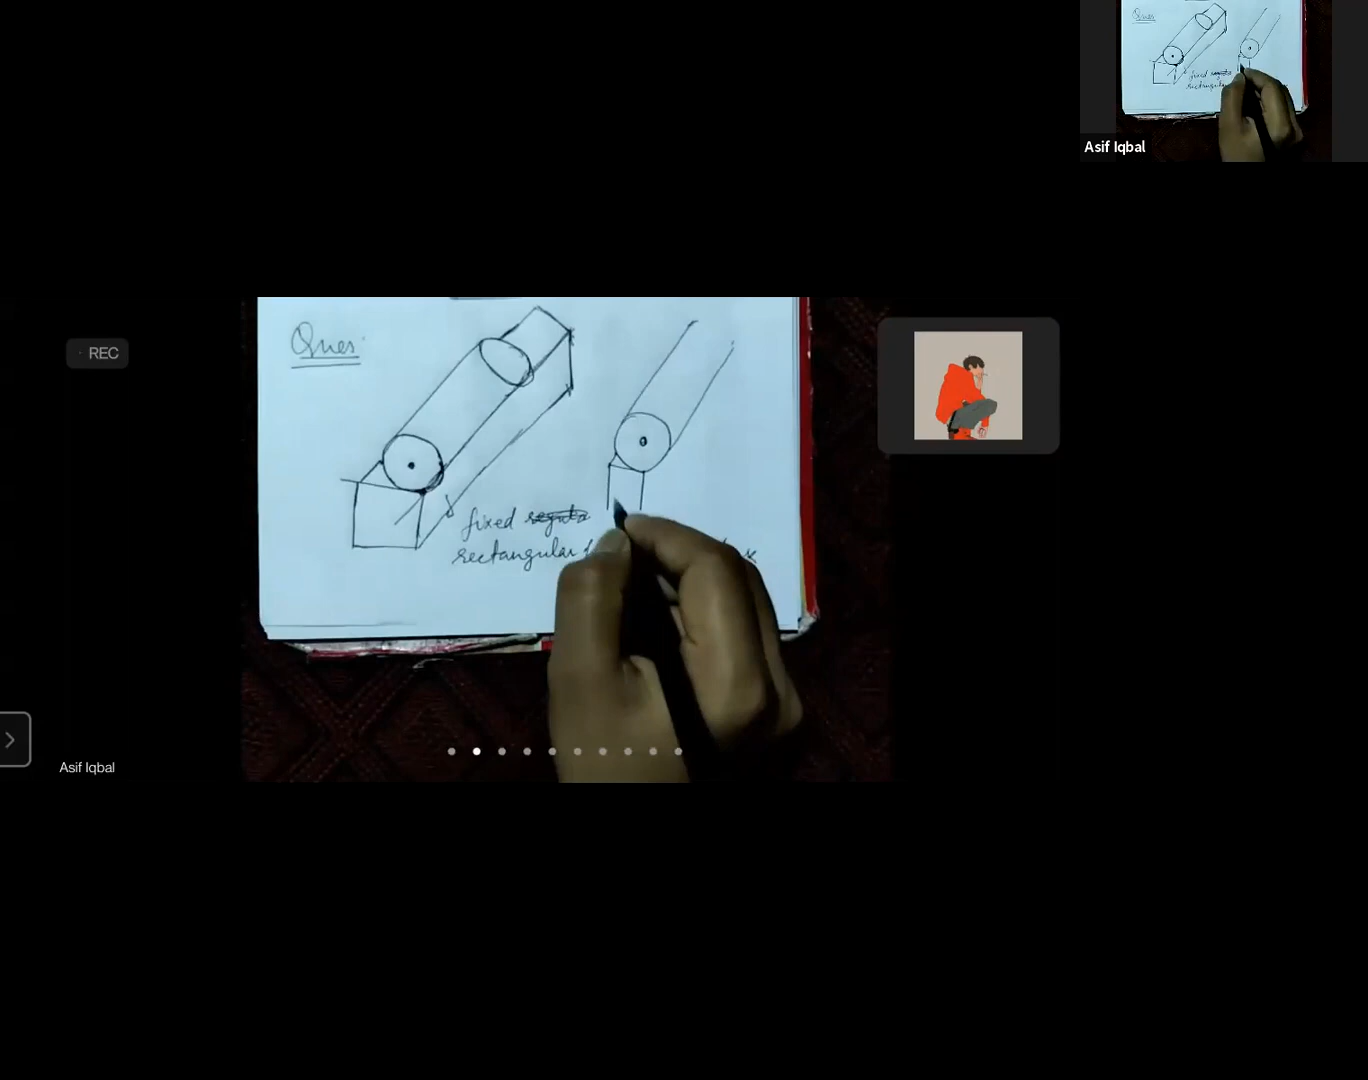 Ques
Asif Iqbal
REC
fixed
rectangular
Asif Iqbal